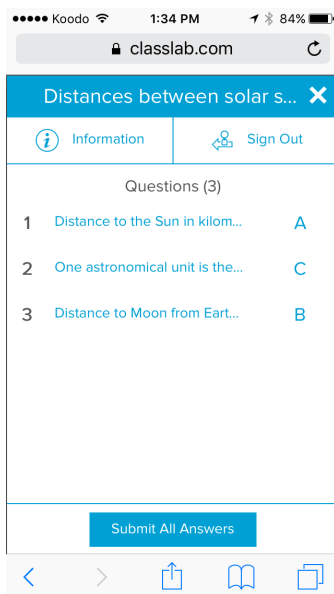 Koodo 1:34 PM 84%
classlab.com
Distances between solar s...
Information Sign Out
Questions (3)
1 Distance to the Sun in kilom... A
2 One astronomical unit is the... C
3 Distance to Moon from Eart... B
Submit All Answers